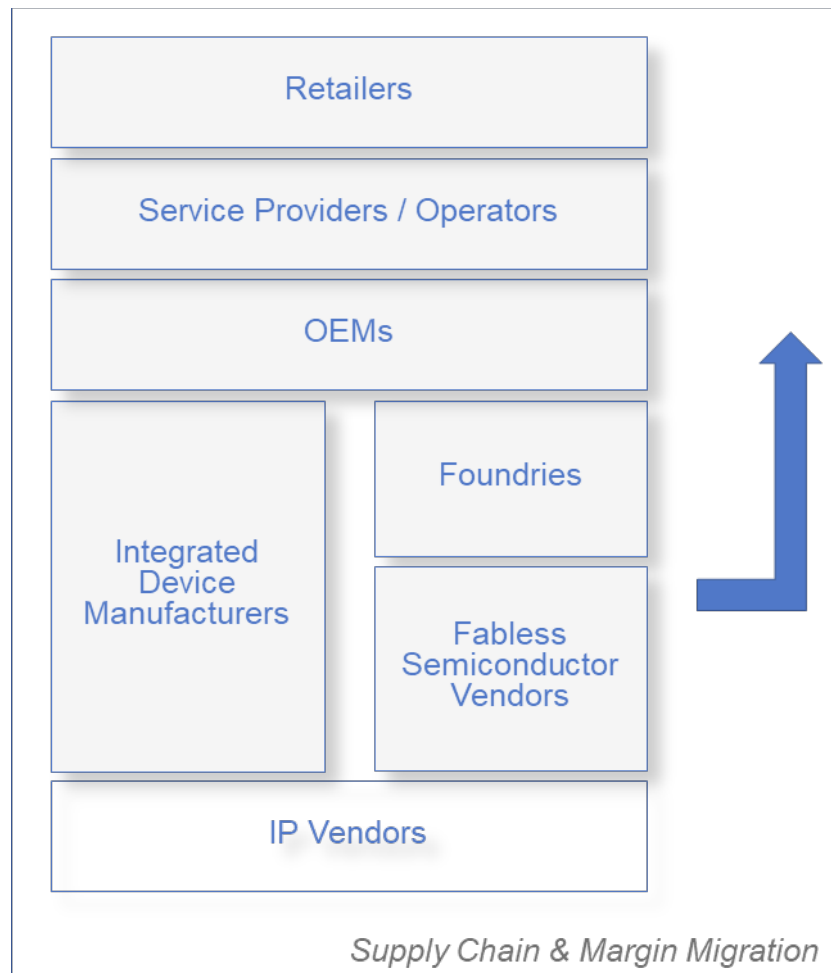 Retailers
Service Providers / Operators
OEMs
Integrated
Device
Manufacturers
Foundries
Fabless
Semiconductor
Vendors
IP Vendors
Supply Chain & Margin Migration